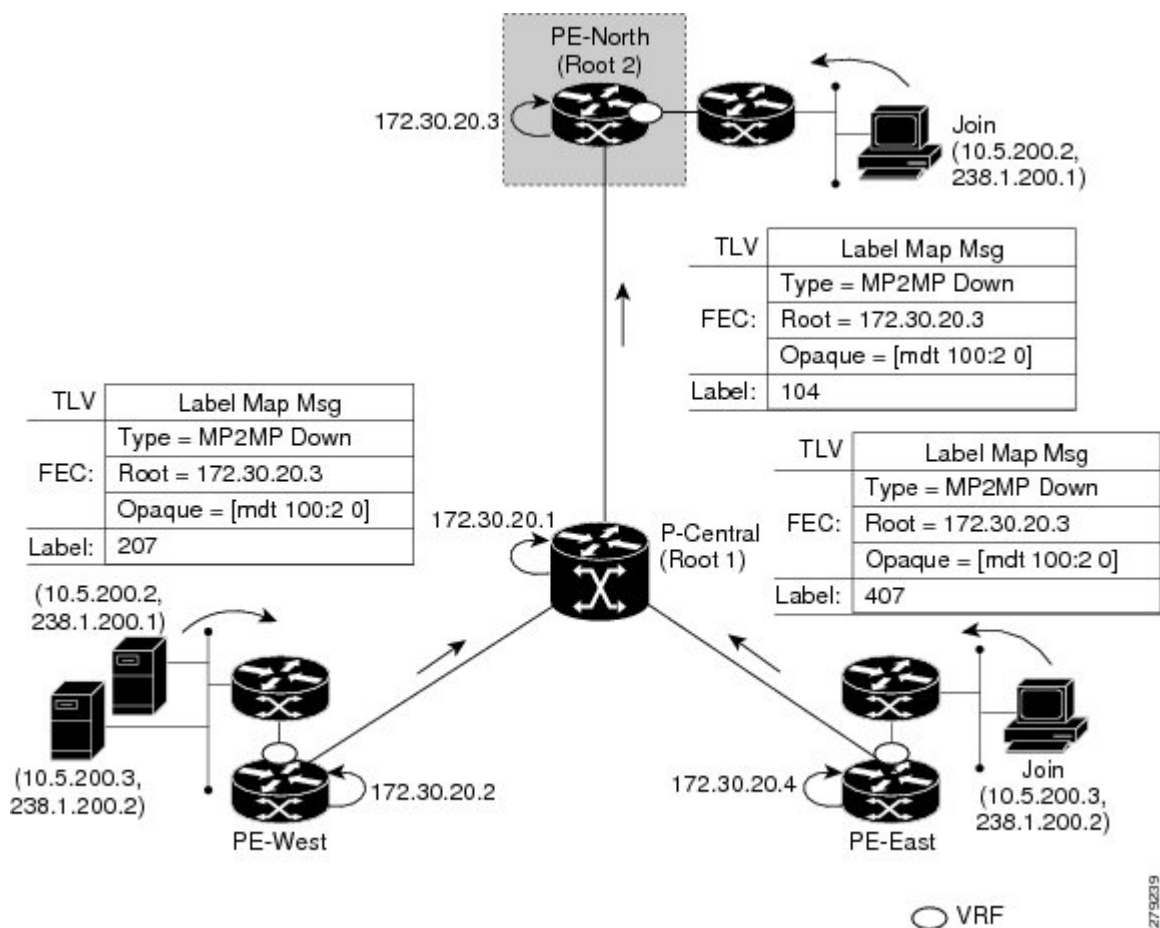 PE-North
(Root 2)
172.30.20.3
Join
(10.5.200.2,
238.1.200.1)
TLV Label Map Msg
Type = MP2MP Down
FEC: Root = 172.30.20.3
Opaque = [mdt 100:2 0]
Label: 104
TLV Label Map Msg
Type = MP2MP Down
FEC: Root = 172.30.20.3
Opaque = [mdt 100:2 0]
Label: 207
TLV Label Map Msg
Type = MP2MP Down
FEC: Root = 172.30.20.3
Opaque = [mdt 100:2 0]
Label: 407
172.30.20.1
P-Central
(Root 1)
(10.5.200.2,
238.1.200.1)
(10.5.200.3,
238.1.200.2)
172.30.20.2
PE-West
172.30.20.4
PE-East
Join
(10.5.200.3,
238.1.200.2)
VRF